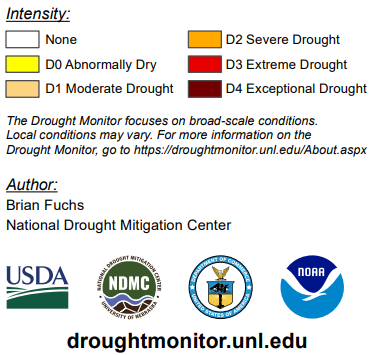 Intensity:
None
D0 Abnormally Dry
D1 Moderate Drought
D2 Severe Drought
D3 Extreme Drought
D4 Exceptional Drought
The Drought Monitor focuses on broad-scale conditions.
Local conditions may vary. For more information on the
Drought Monitor, go to https://droughtmonitor.unl.edu/About.aspx
Author:
Brian Fuchs
National Drought Mitigation Center
USDA
NATIONAL DROUGHT MITIGATION CENTER
NDMC
UNIVERSITY OF NEBRASKA
DEPARTMENT OF COMMERCE
UNITED STATES OF AMERICA
NOAA
droughtmonitor.unl.edu